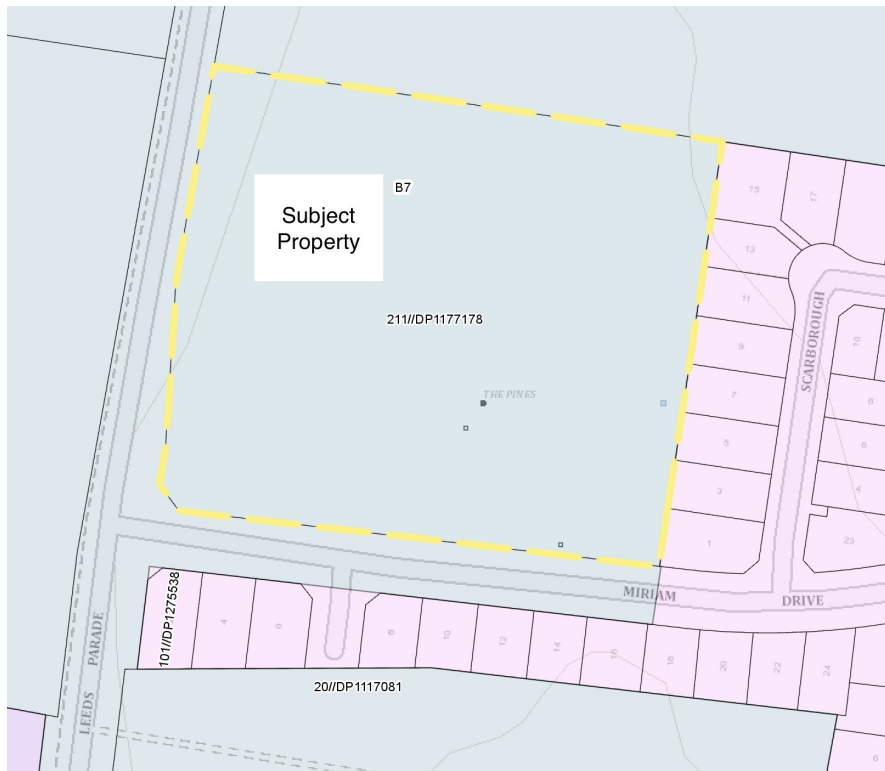 B7
Subject
Property
211//DP1177178
THE PINES
15
17
13
11
9
7
5
3
1
SCARBOROUGH
10
8
6
4
23
MIRIAM
DRIVE
101//DP1275538
4
6
8
10
12
14
16
18
20
22
24
6
20//DP1117081
LEEDS PARADE